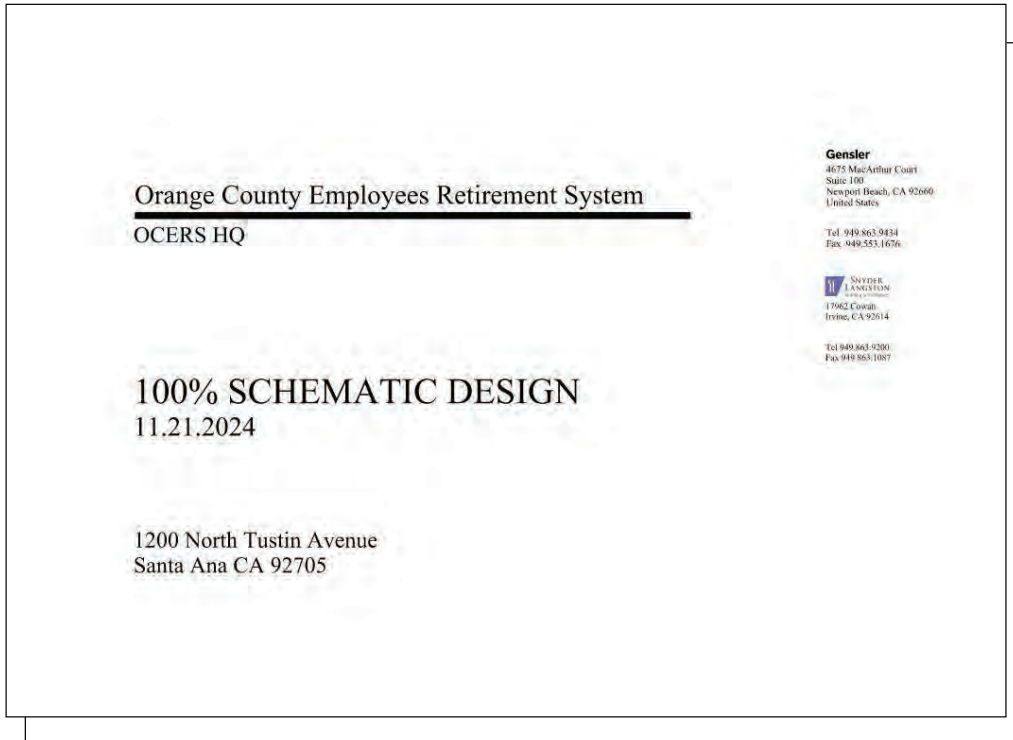 Orange County Employees Retirement System
OCERS HQ
100% SCHEMATIC DESIGN
11.21.2024
1200 North Tustin Avenue
Santa Ana CA 92705
Gensler
4675 MacArthur Court
Suite 100
Newport Beach, CA 92660
United States
Tel 949.863.9434
Fax 949.553.1676
SNYDER
LANGSTON
17962 Cowan
Irvine, CA 92614
Tel 949.863.9200
Fax 949.863.1087